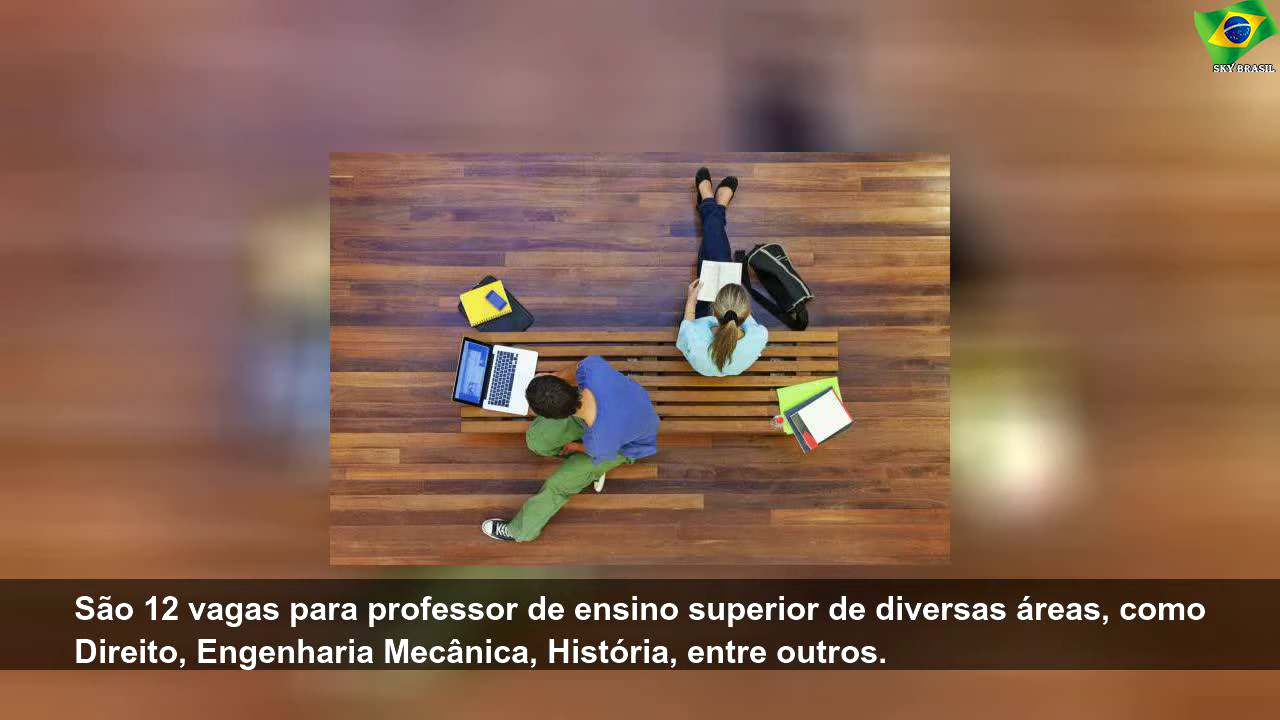 SKY BRASIL
São 12 vagas para professor de ensino superior de diversas áreas, como
Direito, Engenharia Mecânica, História, entre outros.